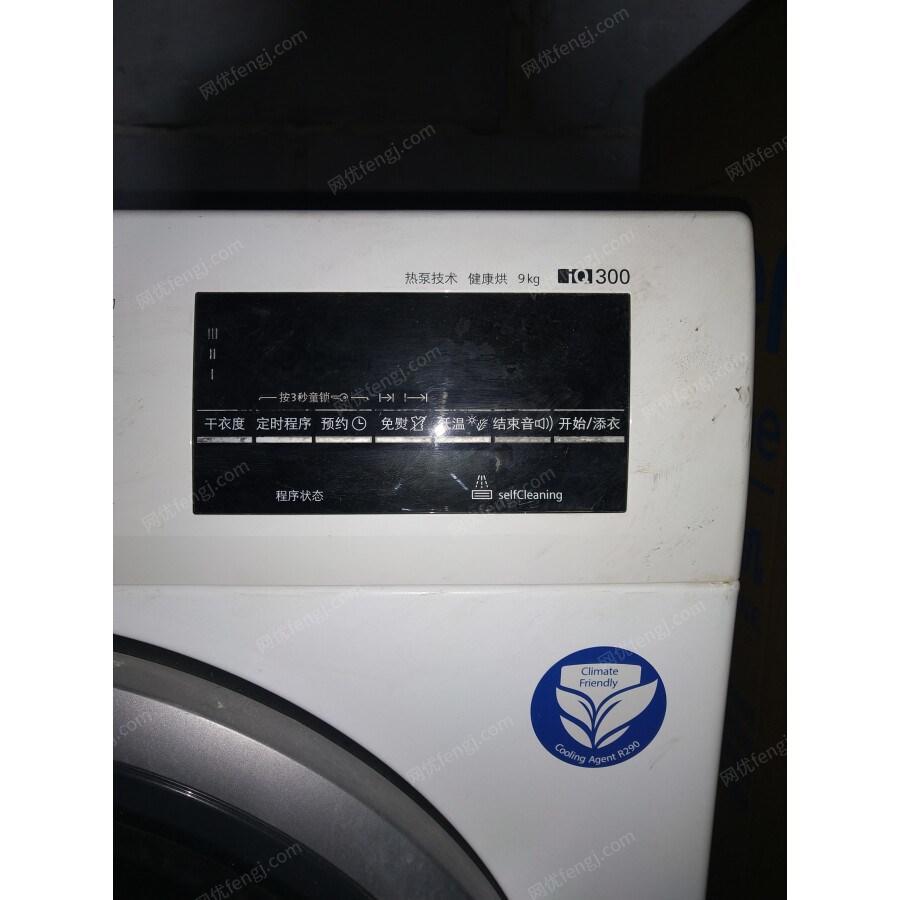 热泵技术 健康烘 9kg iQ300
按3秒童锁
干衣度 定时程序 预约 免熨 低温 结束音 开始/添衣
程序状态 selfCleaning
Climate
Friendly
Cooling Agent R290
网优fengj.com